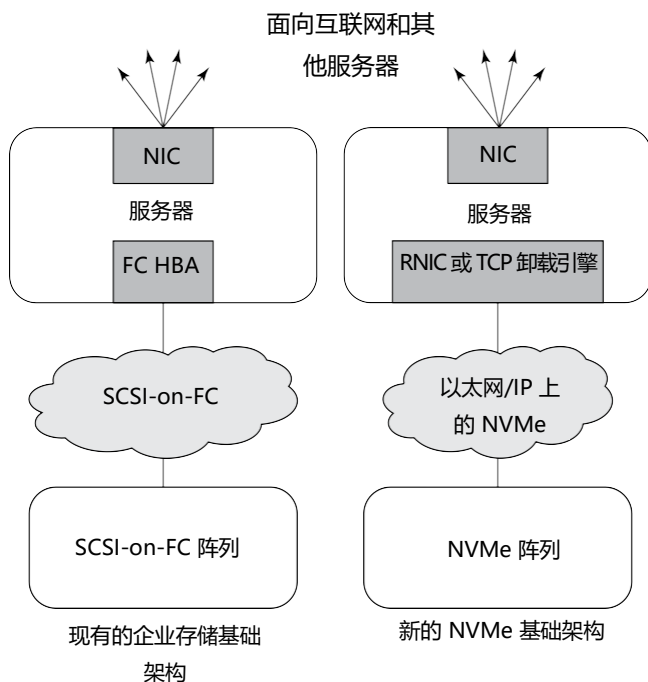 面向互联网和其
他服务器
NIC
服务器
FC HBA
SCSI-on-FC
SCSI-on-FC 阵列
现有的企业存储基础
架构
NIC
服务器
RNIC 或 TCP 卸载引擎
以太网/IP 上
的 NVMe
NVMe 阵列
新的 NVMe 基础架构